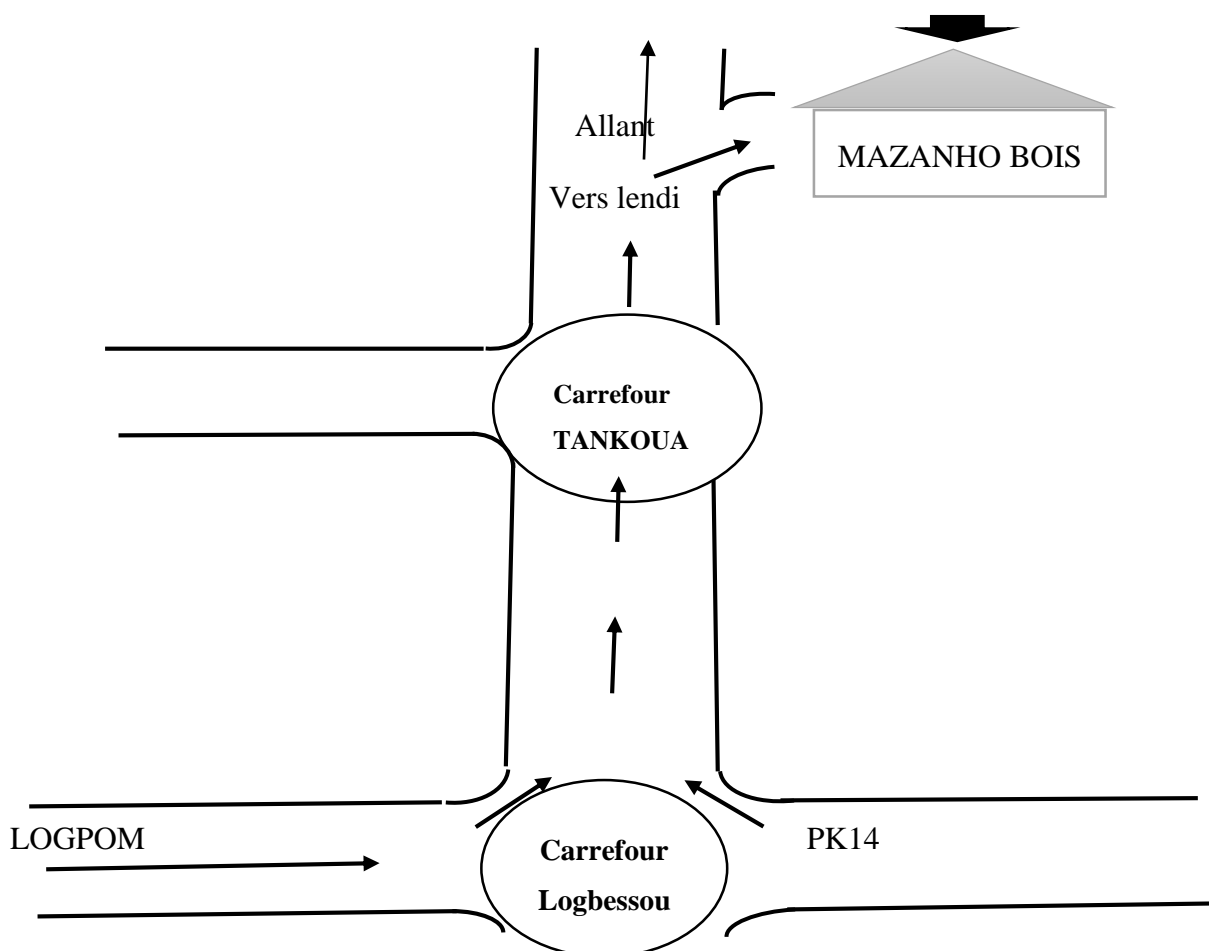 Allant
MAZANHO BOIS
Vers lendi
Carrefour
TANKOUA
LOGPOM
PK14
Carrefour
Logbessou